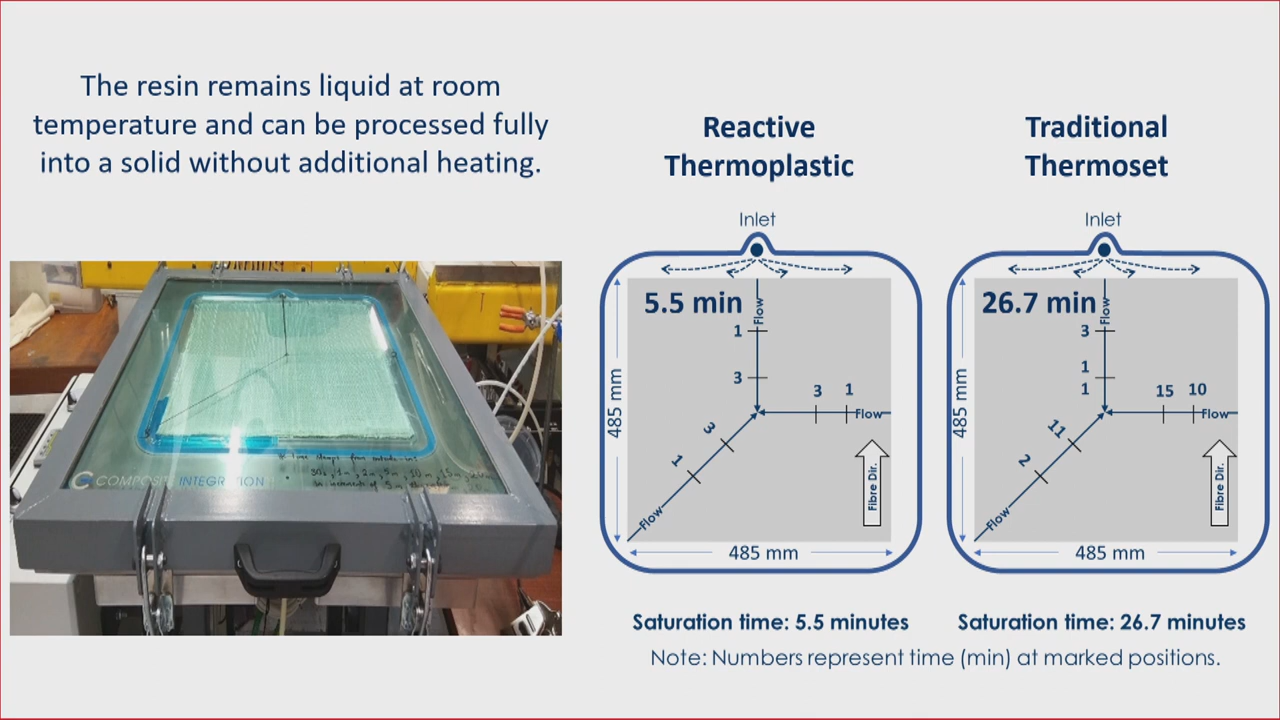 The resin remains liquid at room
temperature and can be processed fully
into a solid without additional heating.
COMPOSIT INTEGRATION
Reactive
Thermoplastic
Inlet
5.5 min
Flow
1
3
3
1
Flow
3
1
Flow
Fibre Dir.
485 mm
485 mm
Saturation time: 5.5 minutes
Traditional
Thermoset
Inlet
26.7 min
Flow
3
1
1
15
10
Flow
11
2
Flow
Fibre Dir.
485 mm
485 mm
Saturation time: 26.7 minutes
Note: Numbers represent time (min) at marked positions.